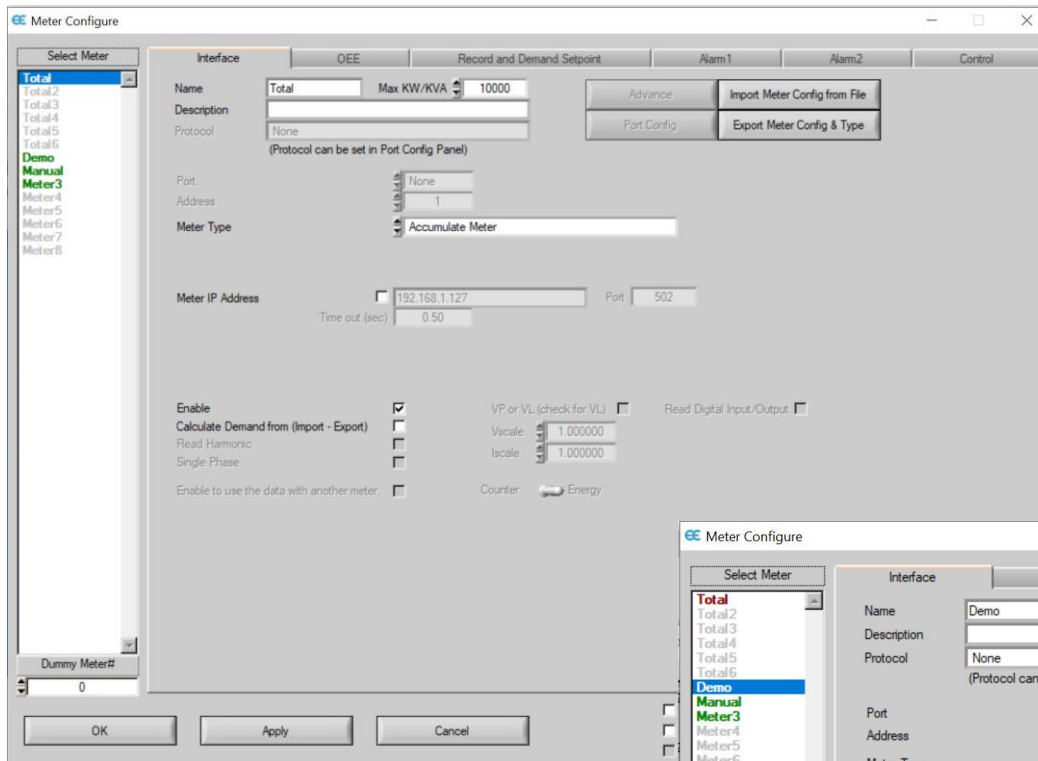 Meter Configure
Select Meter
Total
Total2
Total3
Total4
Total5
Total6
Demo
Manual
Meter3
Meter4
Meter5
Meter6
Meter7
Meter8
Dummy Meter#
0
Interface OEE Record and Demand Setpoint Alarm1 Alarm2 Control
Name Total Max KW/KVA 10000 Advance Import Meter Config from File
Description Port Config Export Meter Config & Type
Protocol None
(Protocol can be set in Port Config Panel)
Port None
Address 1
Meter Type Accumulate Meter
Meter IP Address 192.168.1.127 Port 502
Time out (sec) 0.50
Enable VP or VL (check for VL) Read Digital Input/Output
Calculate Demand from (Import - Export) Vscale 1.000000
Read Harmonic Iscale 1.000000
Single Phase
Enable to use the data with another meter. Counter Energy
OK Apply Cancel
Meter Configure
Select Meter
Total
Total2
Total3
Total4
Total5
Total6
Demo
Manual
Meter3
Meter4
Meter5
Meter6
Interface
Name Demo
Description
Protocol None
(Protocol can
Port
Address